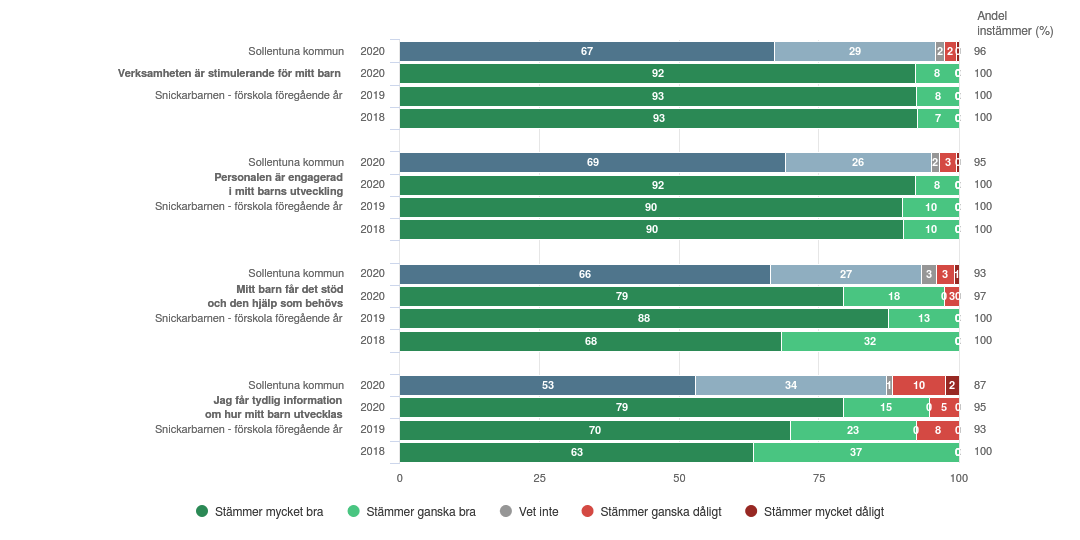 Andel
instämmer (%)
Sollentuna kommun 2020 67 29 2 2 0 96
Verksamheten är stimulerande för mitt barn 2020 92 8 0 100
Snickarbarnen - förskola föregående år 2019 93 8 0 100
2018 93 7 0 100
Sollentuna kommun 2020 69 26 2 3 0 95
Personalen är engagerad
i mitt barns utveckling 2020 92 8 0 100
Snickarbarnen - förskola föregående år 2019 90 10 0 100
2018 90 10 0 100
Sollentuna kommun 2020 66 27 3 3 1 93
Mitt barn får det stöd
och den hjälp som behövs 2020 79 18 0 3 0 97
Snickarbarnen - förskola föregående år 2019 88 13 0 100
2018 68 32 0 100
Sollentuna kommun 2020 53 34 1 10 2 87
Jag får tydlig information
om hur mitt barn utvecklas 2020 79 15 0 5 0 95
Snickarbarnen - förskola föregående år 2019 70 23 0 8 0 93
2018 63 37 0 100
0 25 50 75 100
Stämmer mycket bra Stämmer ganska bra Vet inte Stämmer ganska dåligt Stämmer mycket dåligt